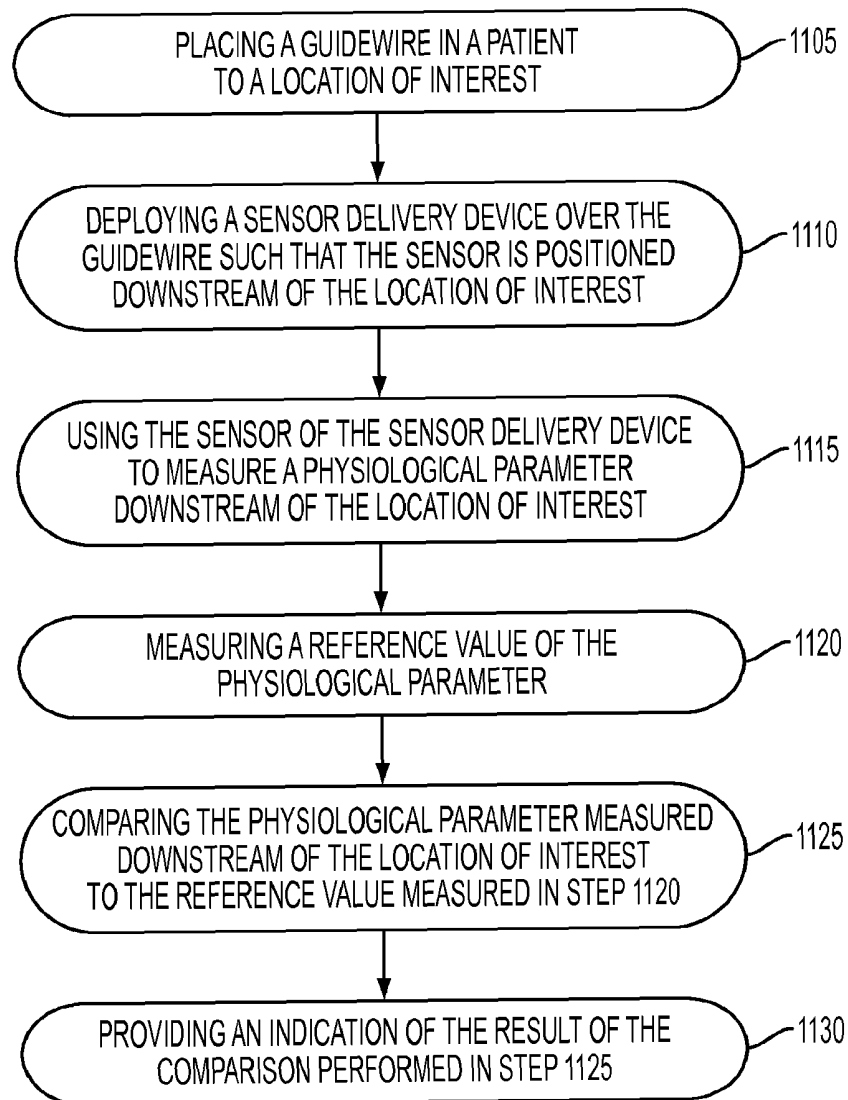 PLACING A GUIDEWIRE IN A PATIENT
TO A LOCATION OF INTEREST
1105
DEPLOYING A SENSOR DELIVERY DEVICE OVER THE
GUIDEWIRE SUCH THAT THE SENSOR IS POSITIONED
DOWNSTREAM OF THE LOCATION OF INTEREST
1110
USING THE SENSOR OF THE SENSOR DELIVERY DEVICE
TO MEASURE A PHYSIOLOGICAL PARAMETER
DOWNSTREAM OF THE LOCATION OF INTEREST
1115
MEASURING A REFERENCE VALUE OF THE
PHYSIOLOGICAL PARAMETER
1120
COMPARING THE PHYSIOLOGICAL PARAMETER MEASURED
DOWNSTREAM OF THE LOCATION OF INTEREST
TO THE REFERENCE VALUE MEASURED IN STEP 1120
1125
PROVIDING AN INDICATION OF THE RESULT OF THE
COMPARISON PERFORMED IN STEP 1125
1130